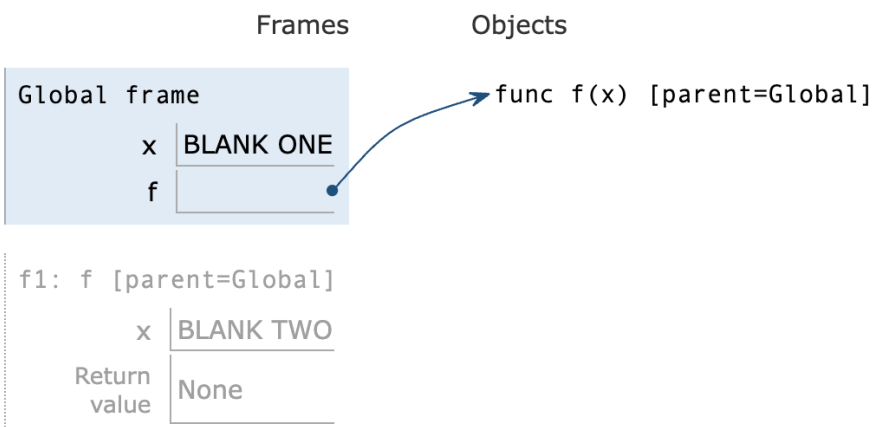 Frames Objects
Global frame func f(x) [parent=Global]
x BLANK ONE
f
f1: f [parent=Global]
x BLANK TWO
Return
value None